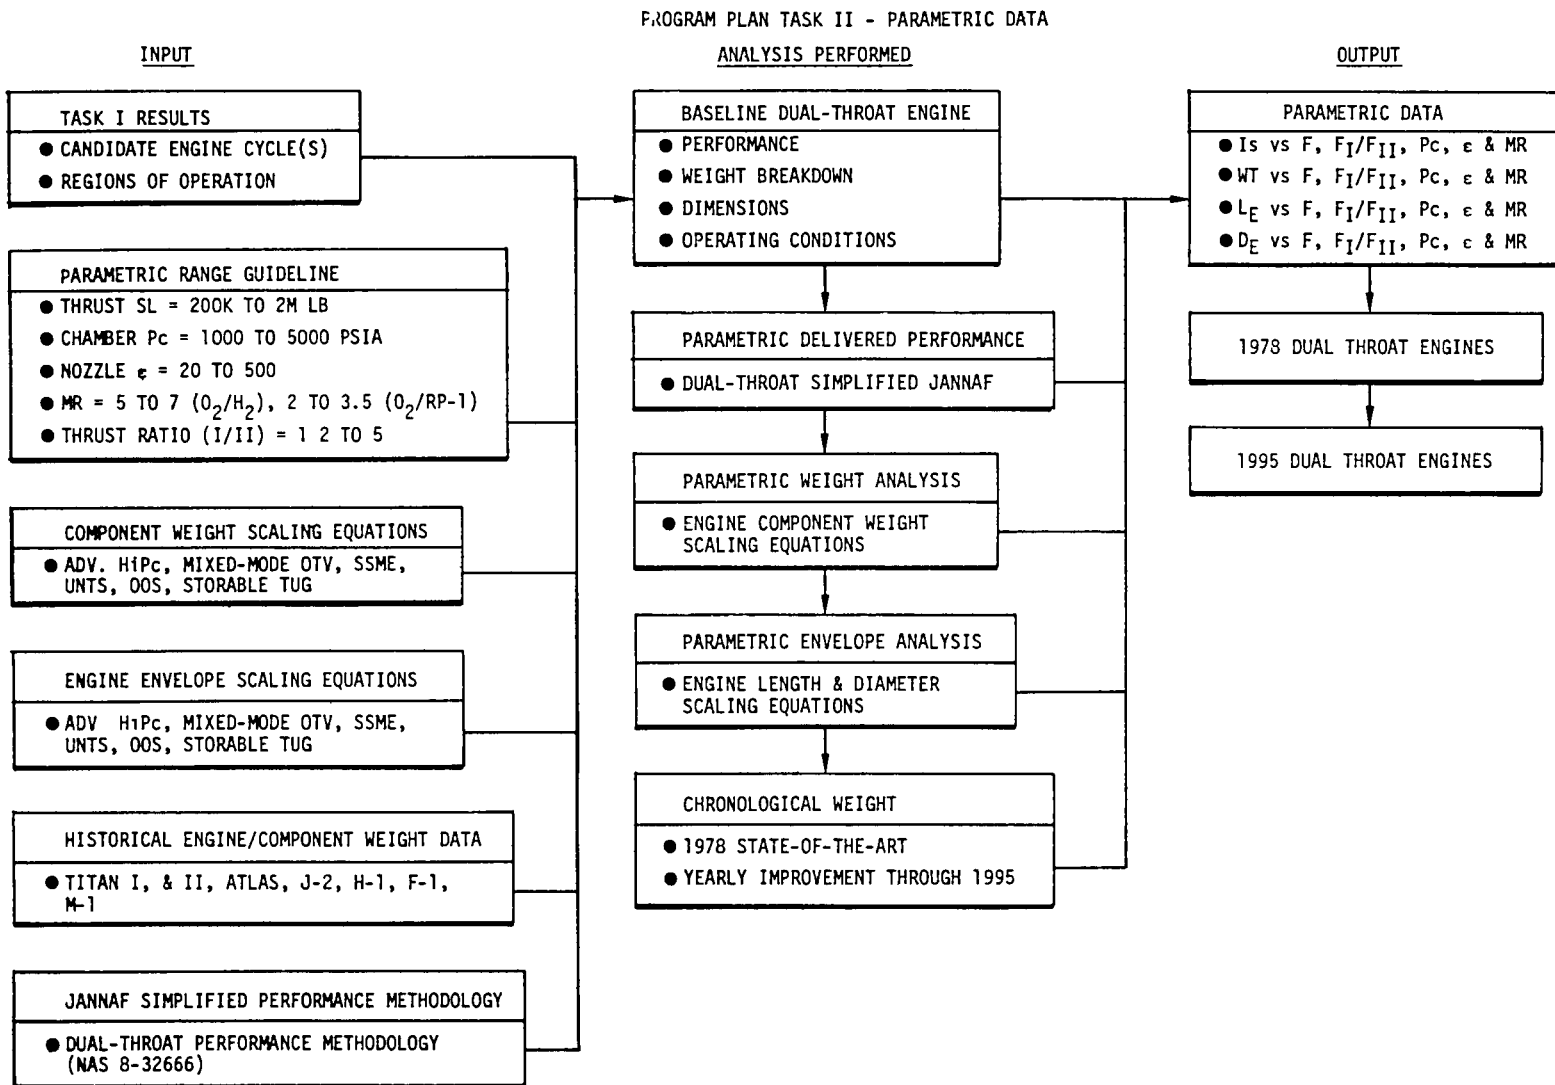 PROGRAM PLAN TASK II - PARAMETRIC DATA
INPUT
TASK I RESULTS
● CANDIDATE ENGINE CYCLE(S)
● REGIONS OF OPERATION
PARAMETRIC RANGE GUIDELINE
● THRUST SL = 200K TO 2M LB
● CHAMBER Pc = 1000 TO 5000 PSIA
● NOZZLE ε = 20 TO 500
● MR = 5 TO 7 (O2/H2), 2 TO 3.5 (O2/RP-1)
● THRUST RATIO (I/II) = 1 2 TO 5
COMPONENT WEIGHT SCALING EQUATIONS
● ADV. HiPc, MIXED-MODE OTV, SSME,
UNTS, OOS, STORABLE TUG
ENGINE ENVELOPE SCALING EQUATIONS
● ADV HiPc, MIXED-MODE OTV, SSME,
UNTS, OOS, STORABLE TUG
HISTORICAL ENGINE/COMPONENT WEIGHT DATA
● TITAN I, & II, ATLAS, J-2, H-1, F-1,
M-1
JANNAF SIMPLIFIED PERFORMANCE METHODOLOGY
● DUAL-THROAT PERFORMANCE METHODOLOGY
(NAS 8-32666)
ANALYSIS PERFORMED
BASELINE DUAL-THROAT ENGINE
● PERFORMANCE
● WEIGHT BREAKDOWN
● DIMENSIONS
● OPERATING CONDITIONS
PARAMETRIC DELIVERED PERFORMANCE
● DUAL-THROAT SIMPLIFIED JANNAF
PARAMETRIC WEIGHT ANALYSIS
● ENGINE COMPONENT WEIGHT
SCALING EQUATIONS
PARAMETRIC ENVELOPE ANALYSIS
● ENGINE LENGTH & DIAMETER
SCALING EQUATIONS
CHRONOLOGICAL WEIGHT
● 1978 STATE-OF-THE-ART
● YEARLY IMPROVEMENT THROUGH 1995
OUTPUT
PARAMETRIC DATA
● Is vs F, FI/FII, Pc, ε & MR
● WT vs F, FI/FII, Pc, ε & MR
● LE vs F, FI/FII, Pc, ε & MR
● DE vs F, FI/FII, Pc, ε & MR
1978 DUAL THROAT ENGINES
1995 DUAL THROAT ENGINES